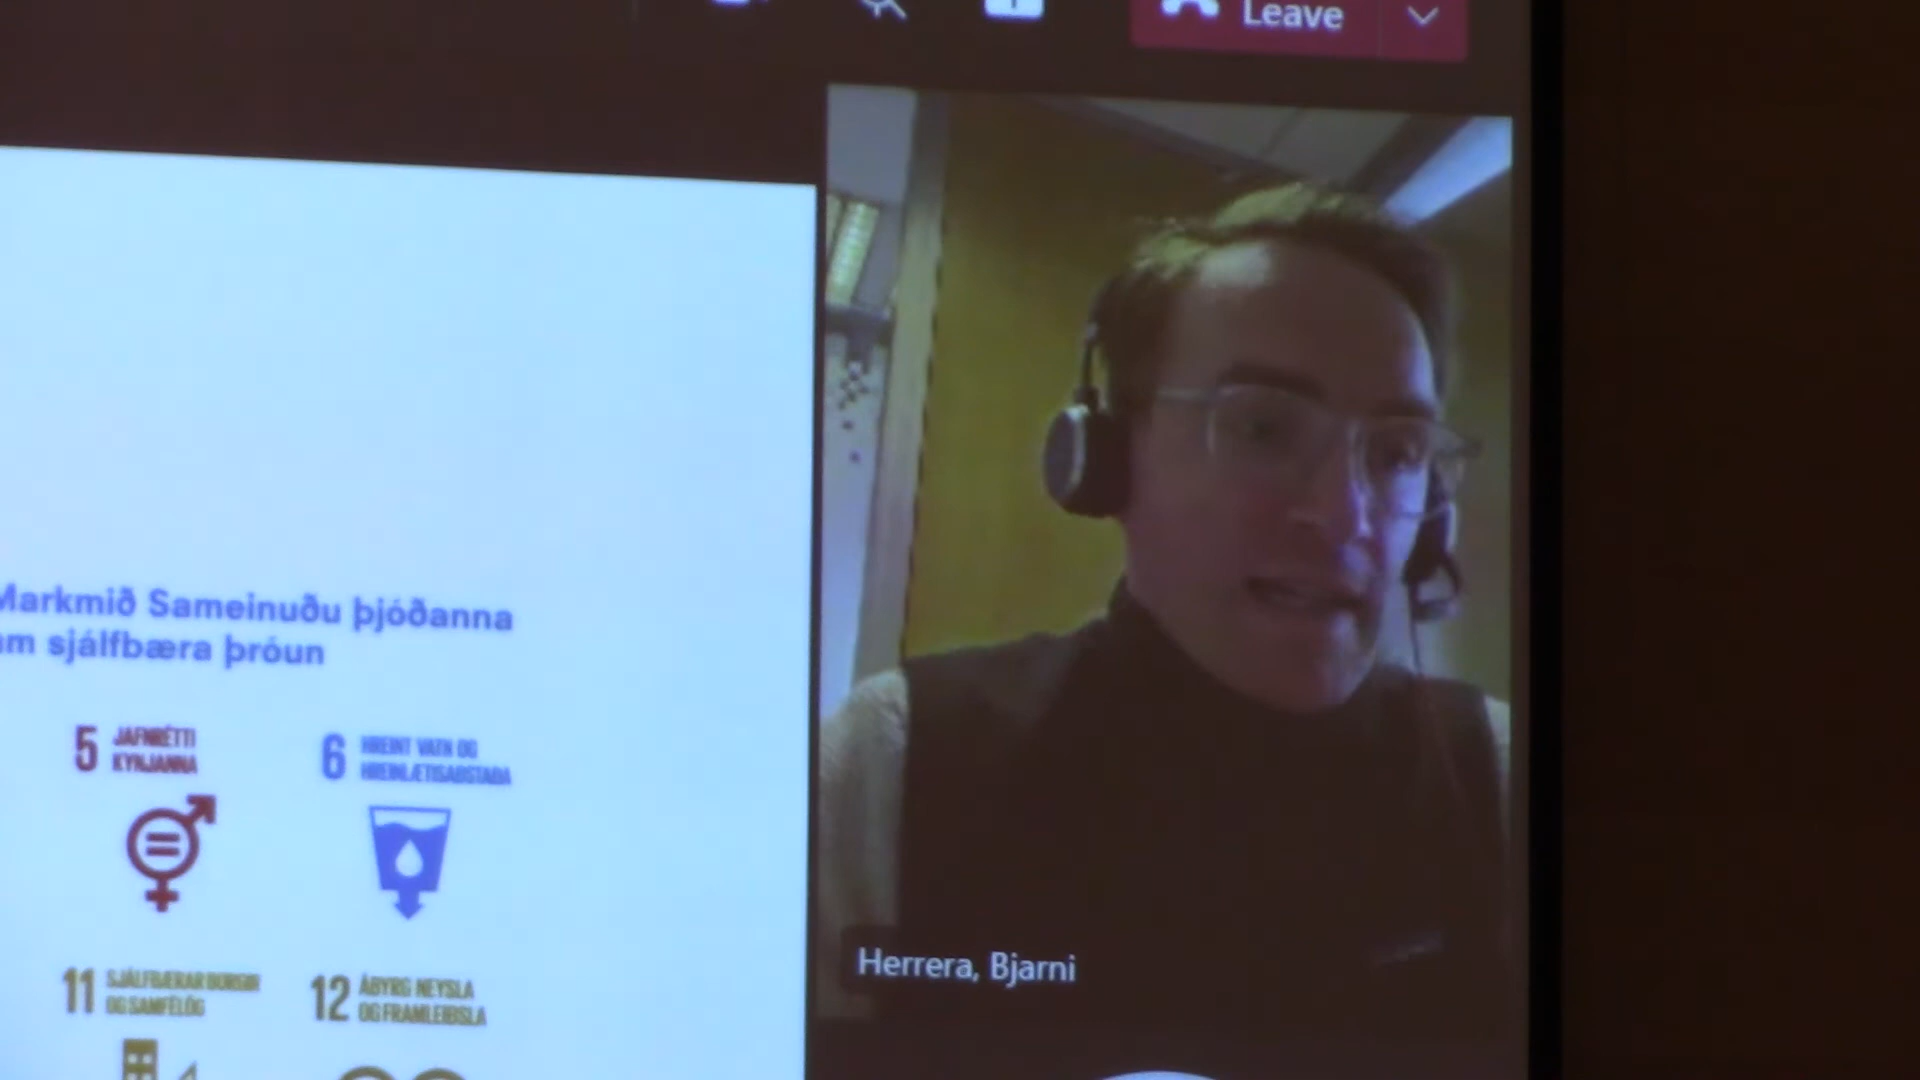 Leave
Markmið Sameinuðu þjóðanna
um sjálfbæra þróun
5 JAFNRÉTTI
KYNJANNA
6 HREINT VATN OG
HREINLÆTISAÐSTAÐA
11 SJÁLFBÆRAR BORGIR
OG SAMFÉLÖG
12 ÁBYRG NEYSLA
OG FRAMLEIÐSLA
Herrera, Bjarni